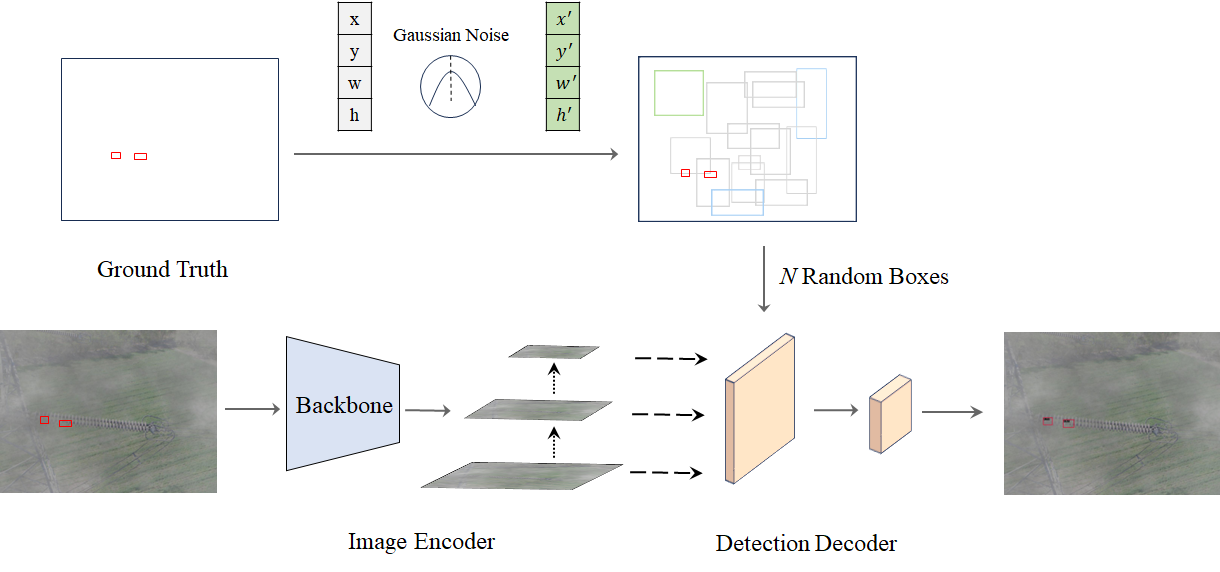 x
y
w
h
Gaussian Noise
x′
y′
w′
h′
Ground Truth
N Random Boxes
Backbone
Image Encoder
Detection Decoder